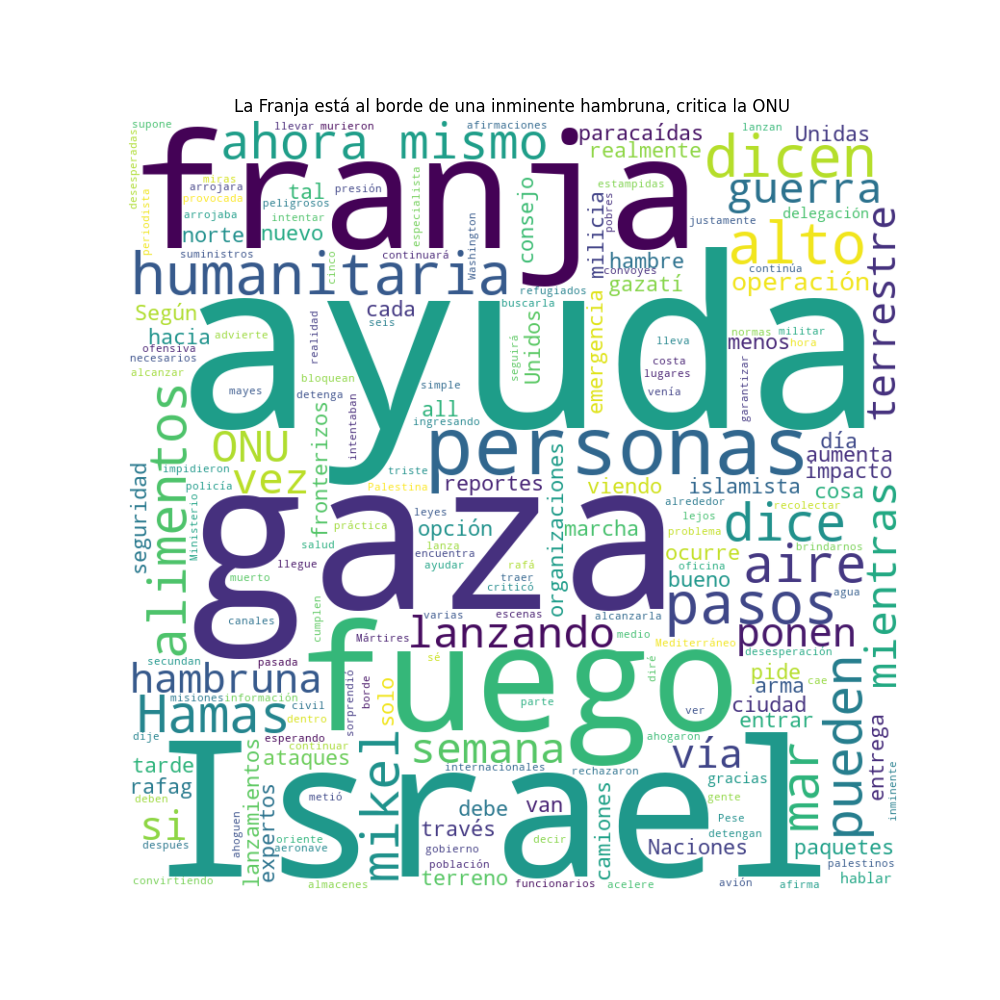 La Franja está al borde de una inminente hambruna, critica la ONU
supone
llevar
murieron
afirmaciones
lanzan
ahora mismo
paracaídas
Unidas
franja
realmente
dicen
desesperadas
micas
arrojara
provocada
tal
presión
peligrosos
especialista
estampidas
guerra
periodista
arrojaba
intentar
consejo
milicia
pobres
justamente
delegación
norte
nuevo
suministros
continuará
Washington
cinco
hambre
alto
terrestre
convoyes
continúa
humanitaria
gazatí
operación
refugiados
buscarla
Según
cada
seis
hacia
advierte
ofensiva
necesarios
alcanzar
realidad
seguirá
Unidos
emergencia
lleva
normas
militar
hora
menos
costa
lugares
ayuda
venía
garantizar
bloquean
detenga
mayes
simple
intentaban
all
ingresando
alimentos
fronterizos
ONU
personas
día
aumenta
impacto
vez
impidieron
policía
seguridad
triste
Palestina
reportes
organizaciones
viendo
islamista
cosa
alrededor
recolectar
Ministerio
gaza
leyes
práctica
opción
marcha
lejos
problema
dice
mientras
salud
lanza
encuentra
brindarnos
ocurre
aire
llegue
ayudar
rafá
traer
criticó
oficina
bueno
agua
muerto
canales
cumplen
varias
escenas
alcanzarla
pasos
Mártires
lanzando
medio
ponen
secundan
pasada
fuego
sé
Mediterráneo
desesperación
hambruna
diré
pide
cae
arma
misiones
información
sorprendió
borde
solo
parte
ver
ciudad
pueden
Hamas
civil
dentro
entrar
dije
esperando
continuar
ahogaron
semana
vía
mar
entrega
inminente
tarde
ataques
mikel
internacionales
rechazaron
gracias
rafag
deben
lanzamientos
metió
debe
van
camiones
gente
si
expertos
Israel
través
Pese
detengan
después
ahoguen
oriente
aeronave
gobierno
decir
Naciones
paquetes
población
palestinos
convirtiendo
almacenes
terreno
funcionarios
acelere
avión
afirma
hablar